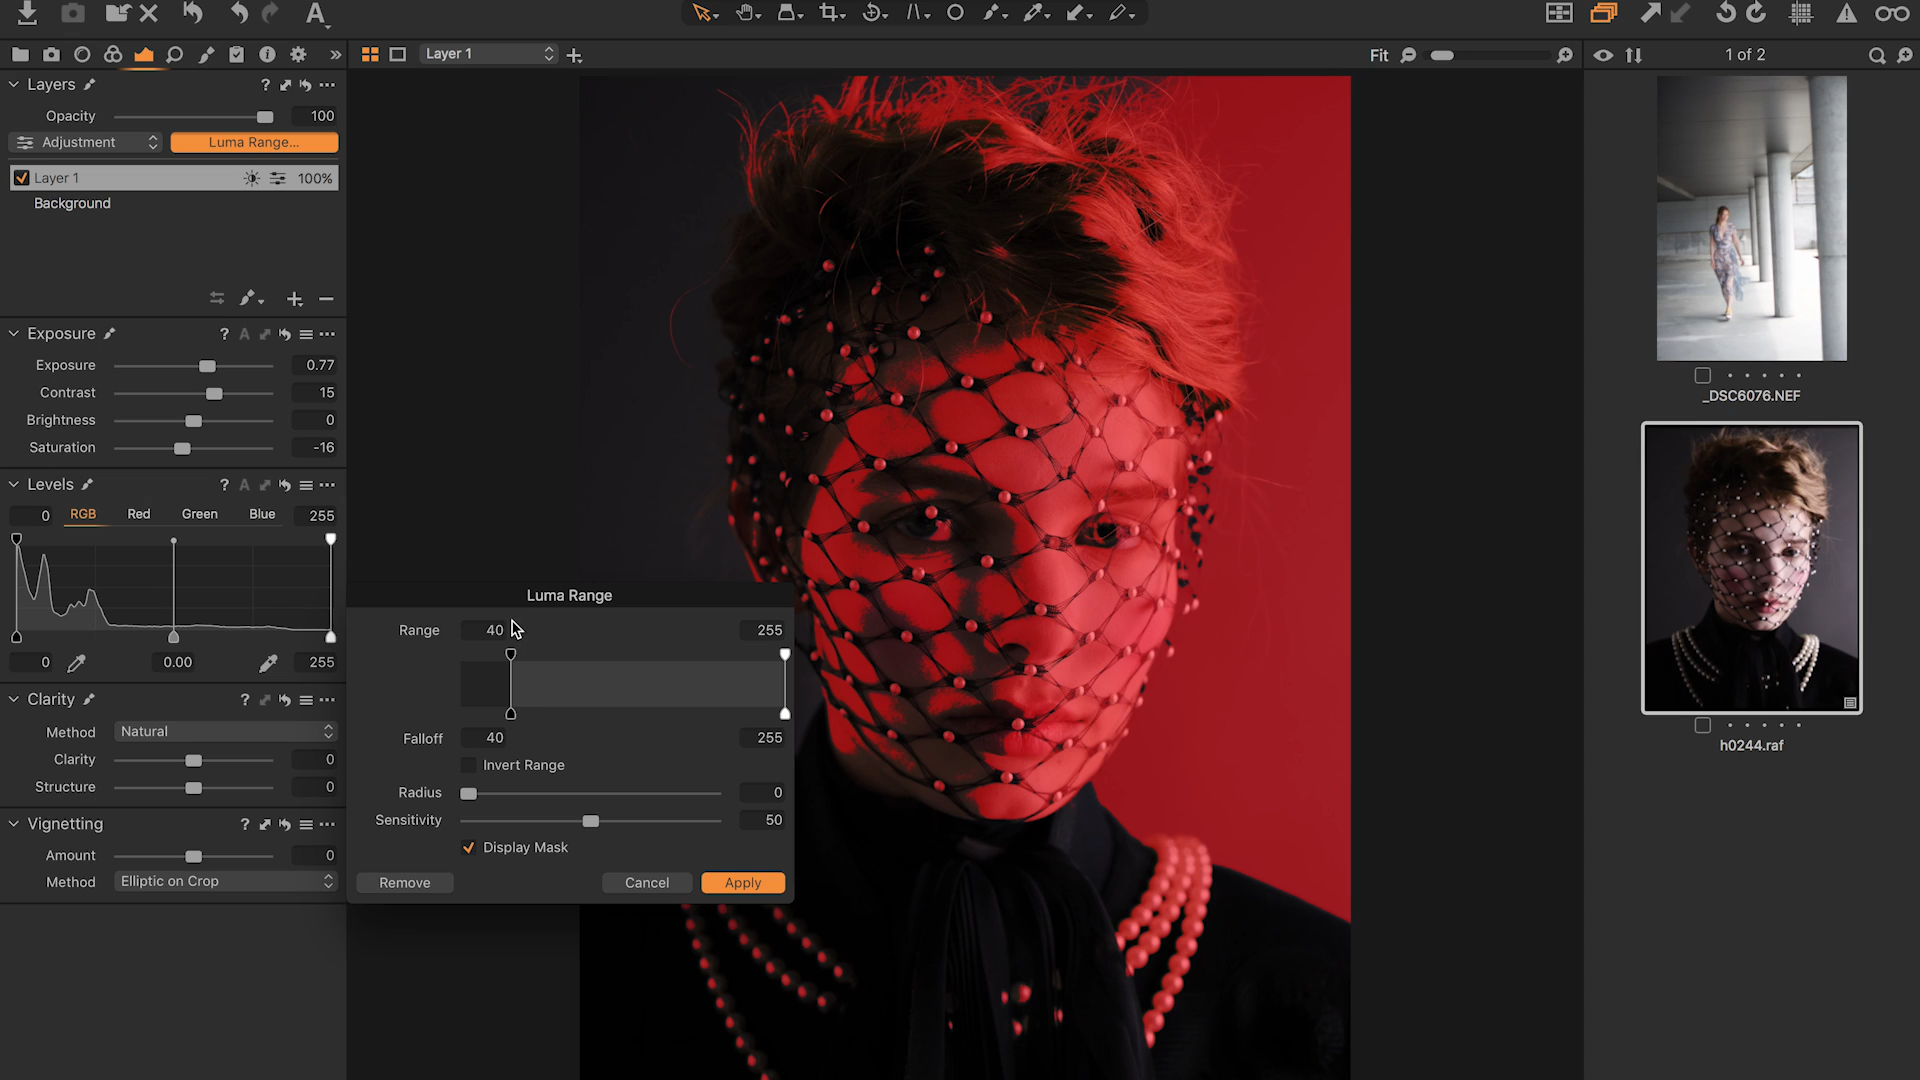 Layer 1
Fit
1 of 2
Layers
?
Opacity 100
Adjustment Luma Range...
Layer 1 100%
Background
Exposure ? A
Exposure 0.77
Contrast 15
Brightness 0
Saturation -16
Levels ? A
0 RGB Red Green Blue 255
0 0.00 255
Clarity ?
Method Natural
Clarity 0
Structure 0
Vignetting ?
Amount 0
Method Elliptic on Crop
Luma Range
Range 40 255
Falloff 40 255
Invert Range
Radius 0
Sensitivity 50
Display Mask
Remove Cancel Apply
_DSC6076.NEF
h0244.raf